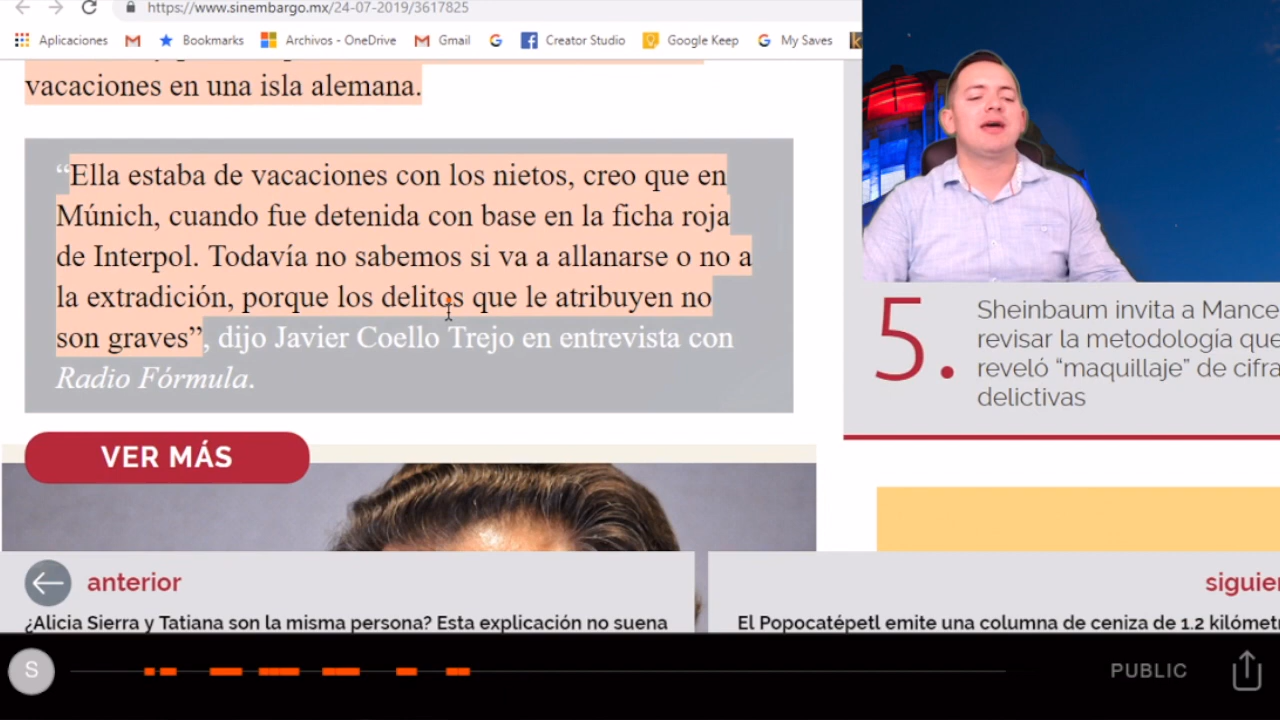 https://www.sinembargo.mx/24-07-2019/3617825
Aplicaciones Bookmarks Archivos - OneDrive Gmail Creator Studio Google Keep My Saves
vacaciones en una isla alemana.
“Ella estaba de vacaciones con los nietos, creo que en
Múnich, cuando fue detenida con base en la ficha roja
de Interpol. Todavía no sabemos si va a allanarse o no a
la extradición, porque los delitos que le atribuyen no
son graves”, dijo Javier Coello Trejo en entrevista con
Radio Fórmula.
VER MÁS
5.
Sheinbaum invita a Mance
revisar la metodología que
reveló “maquillaje” de cifra
delictivas
anterior
¿Alicia Sierra y Tatiana son la misma persona? Esta explicación no suena
siguien
El Popocatépetl emite una columna de ceniza de 1.2 kilómetr
S
PUBLIC